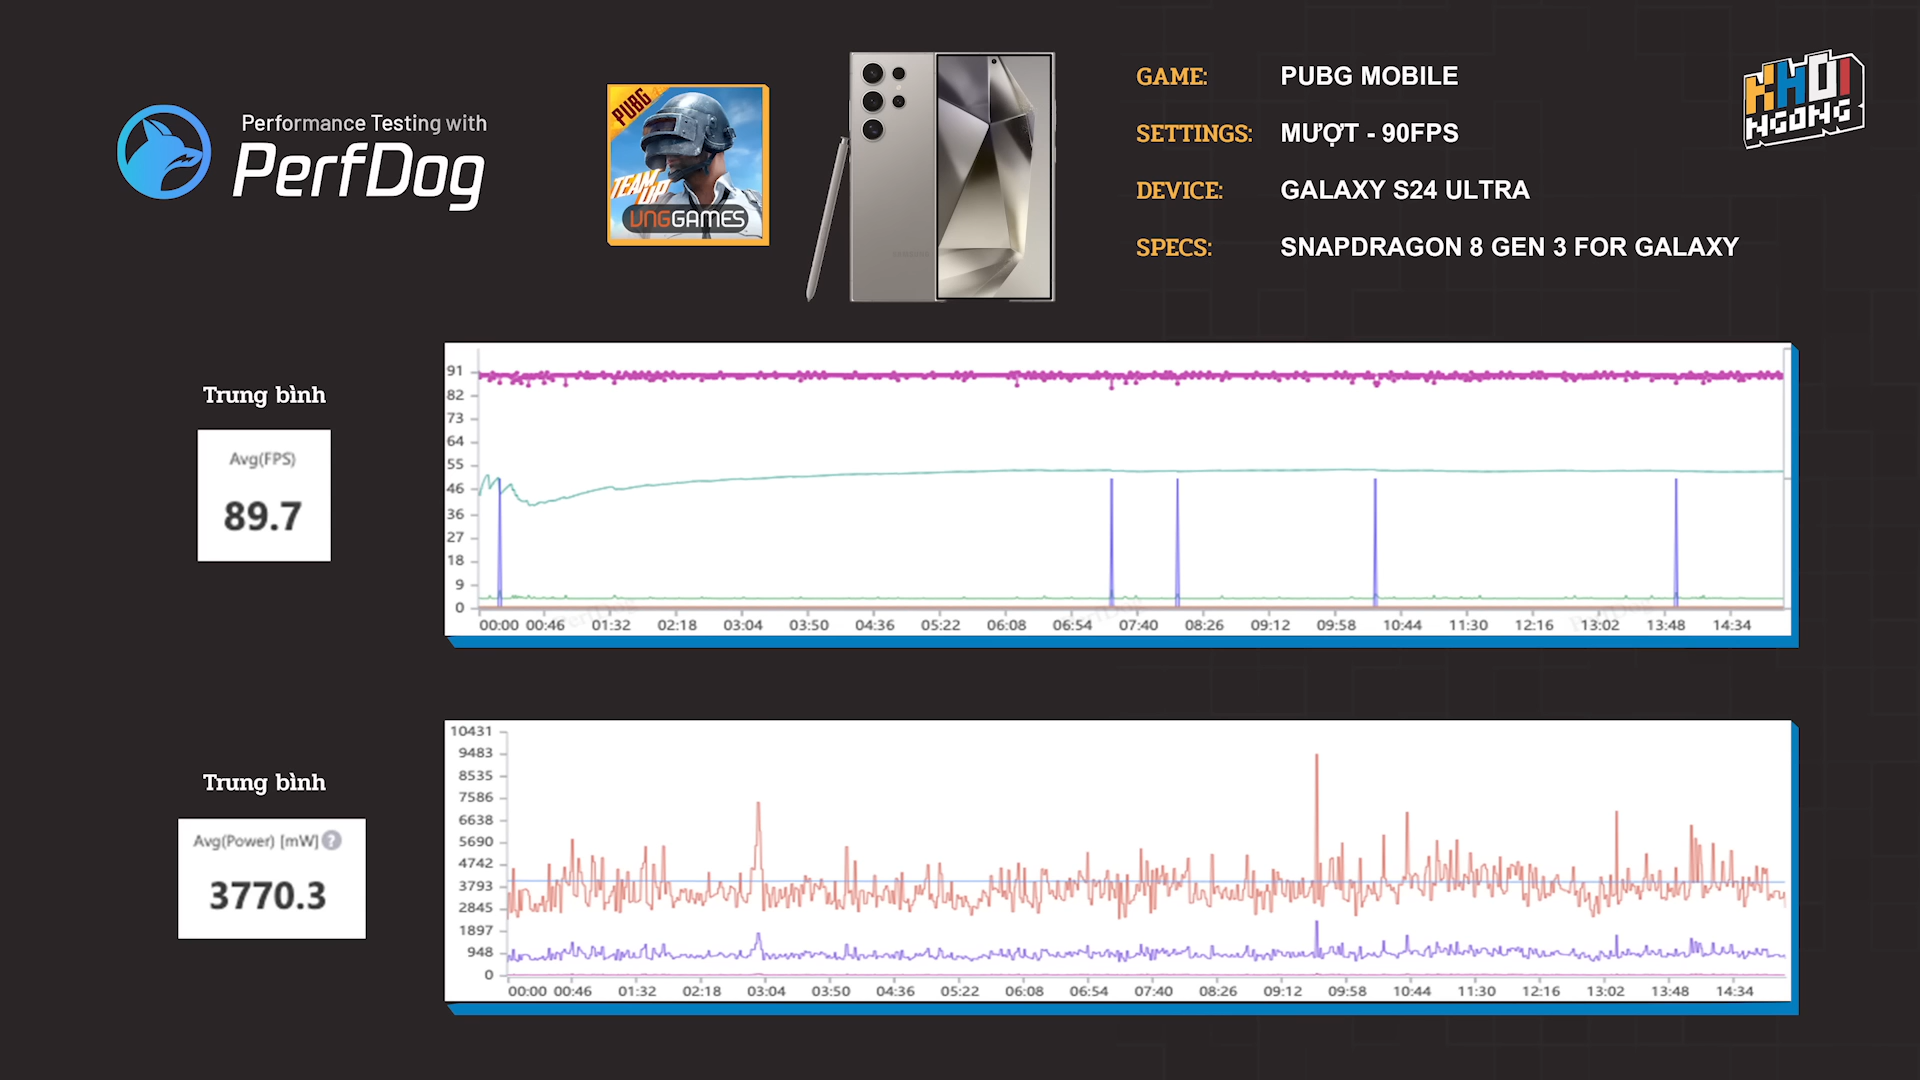 Performance Testing with
PerfDog
PUBG
TEAM UP
VNGGAMES
GAME: PUBG MOBILE
SETTINGS: MƯỢT - 90FPS
DEVICE: GALAXY S24 ULTRA
SPECS: SNAPDRAGON 8 GEN 3 FOR GALAXY
KHOI
NGONG
Trung bình
Avg(FPS)
89.7
91
82
73
64
55
46
36
27
18
9
0
00:00 00:46 01:32 02:18 03:04 03:50 04:36 05:22 06:08 06:54 07:40 08:26 09:12 09:58 10:44 11:30 12:16 13:02 13:48 14:34
Trung bình
Avg(Power) [mW] ?
3770.3
10431
9483
8535
7586
6638
5690
4742
3793
2845
1897
948
0
00:00 00:46 01:32 02:18 03:04 03:50 04:36 05:22 06:08 06:54 07:40 08:26 09:12 09:58 10:44 11:30 12:16 13:02 13:48 14:34